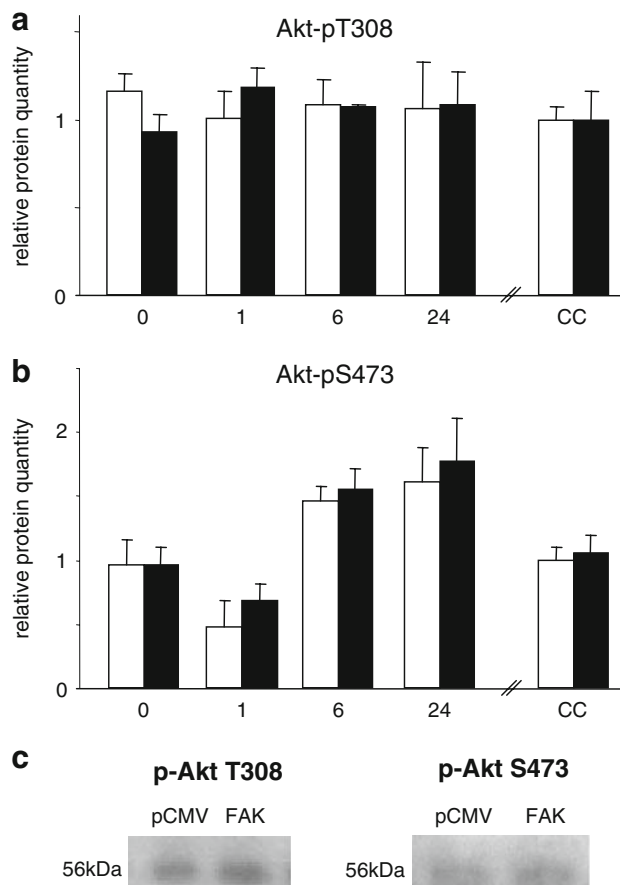 a
Akt-pT308
relative protein quantity
1
0
0 1 6 24 CC
b
Akt-pS473
relative protein quantity
2
1
0
0 1 6 24 CC
c
p-Akt T308 p-Akt S473
pCMV FAK pCMV FAK
56kDa 56kDa